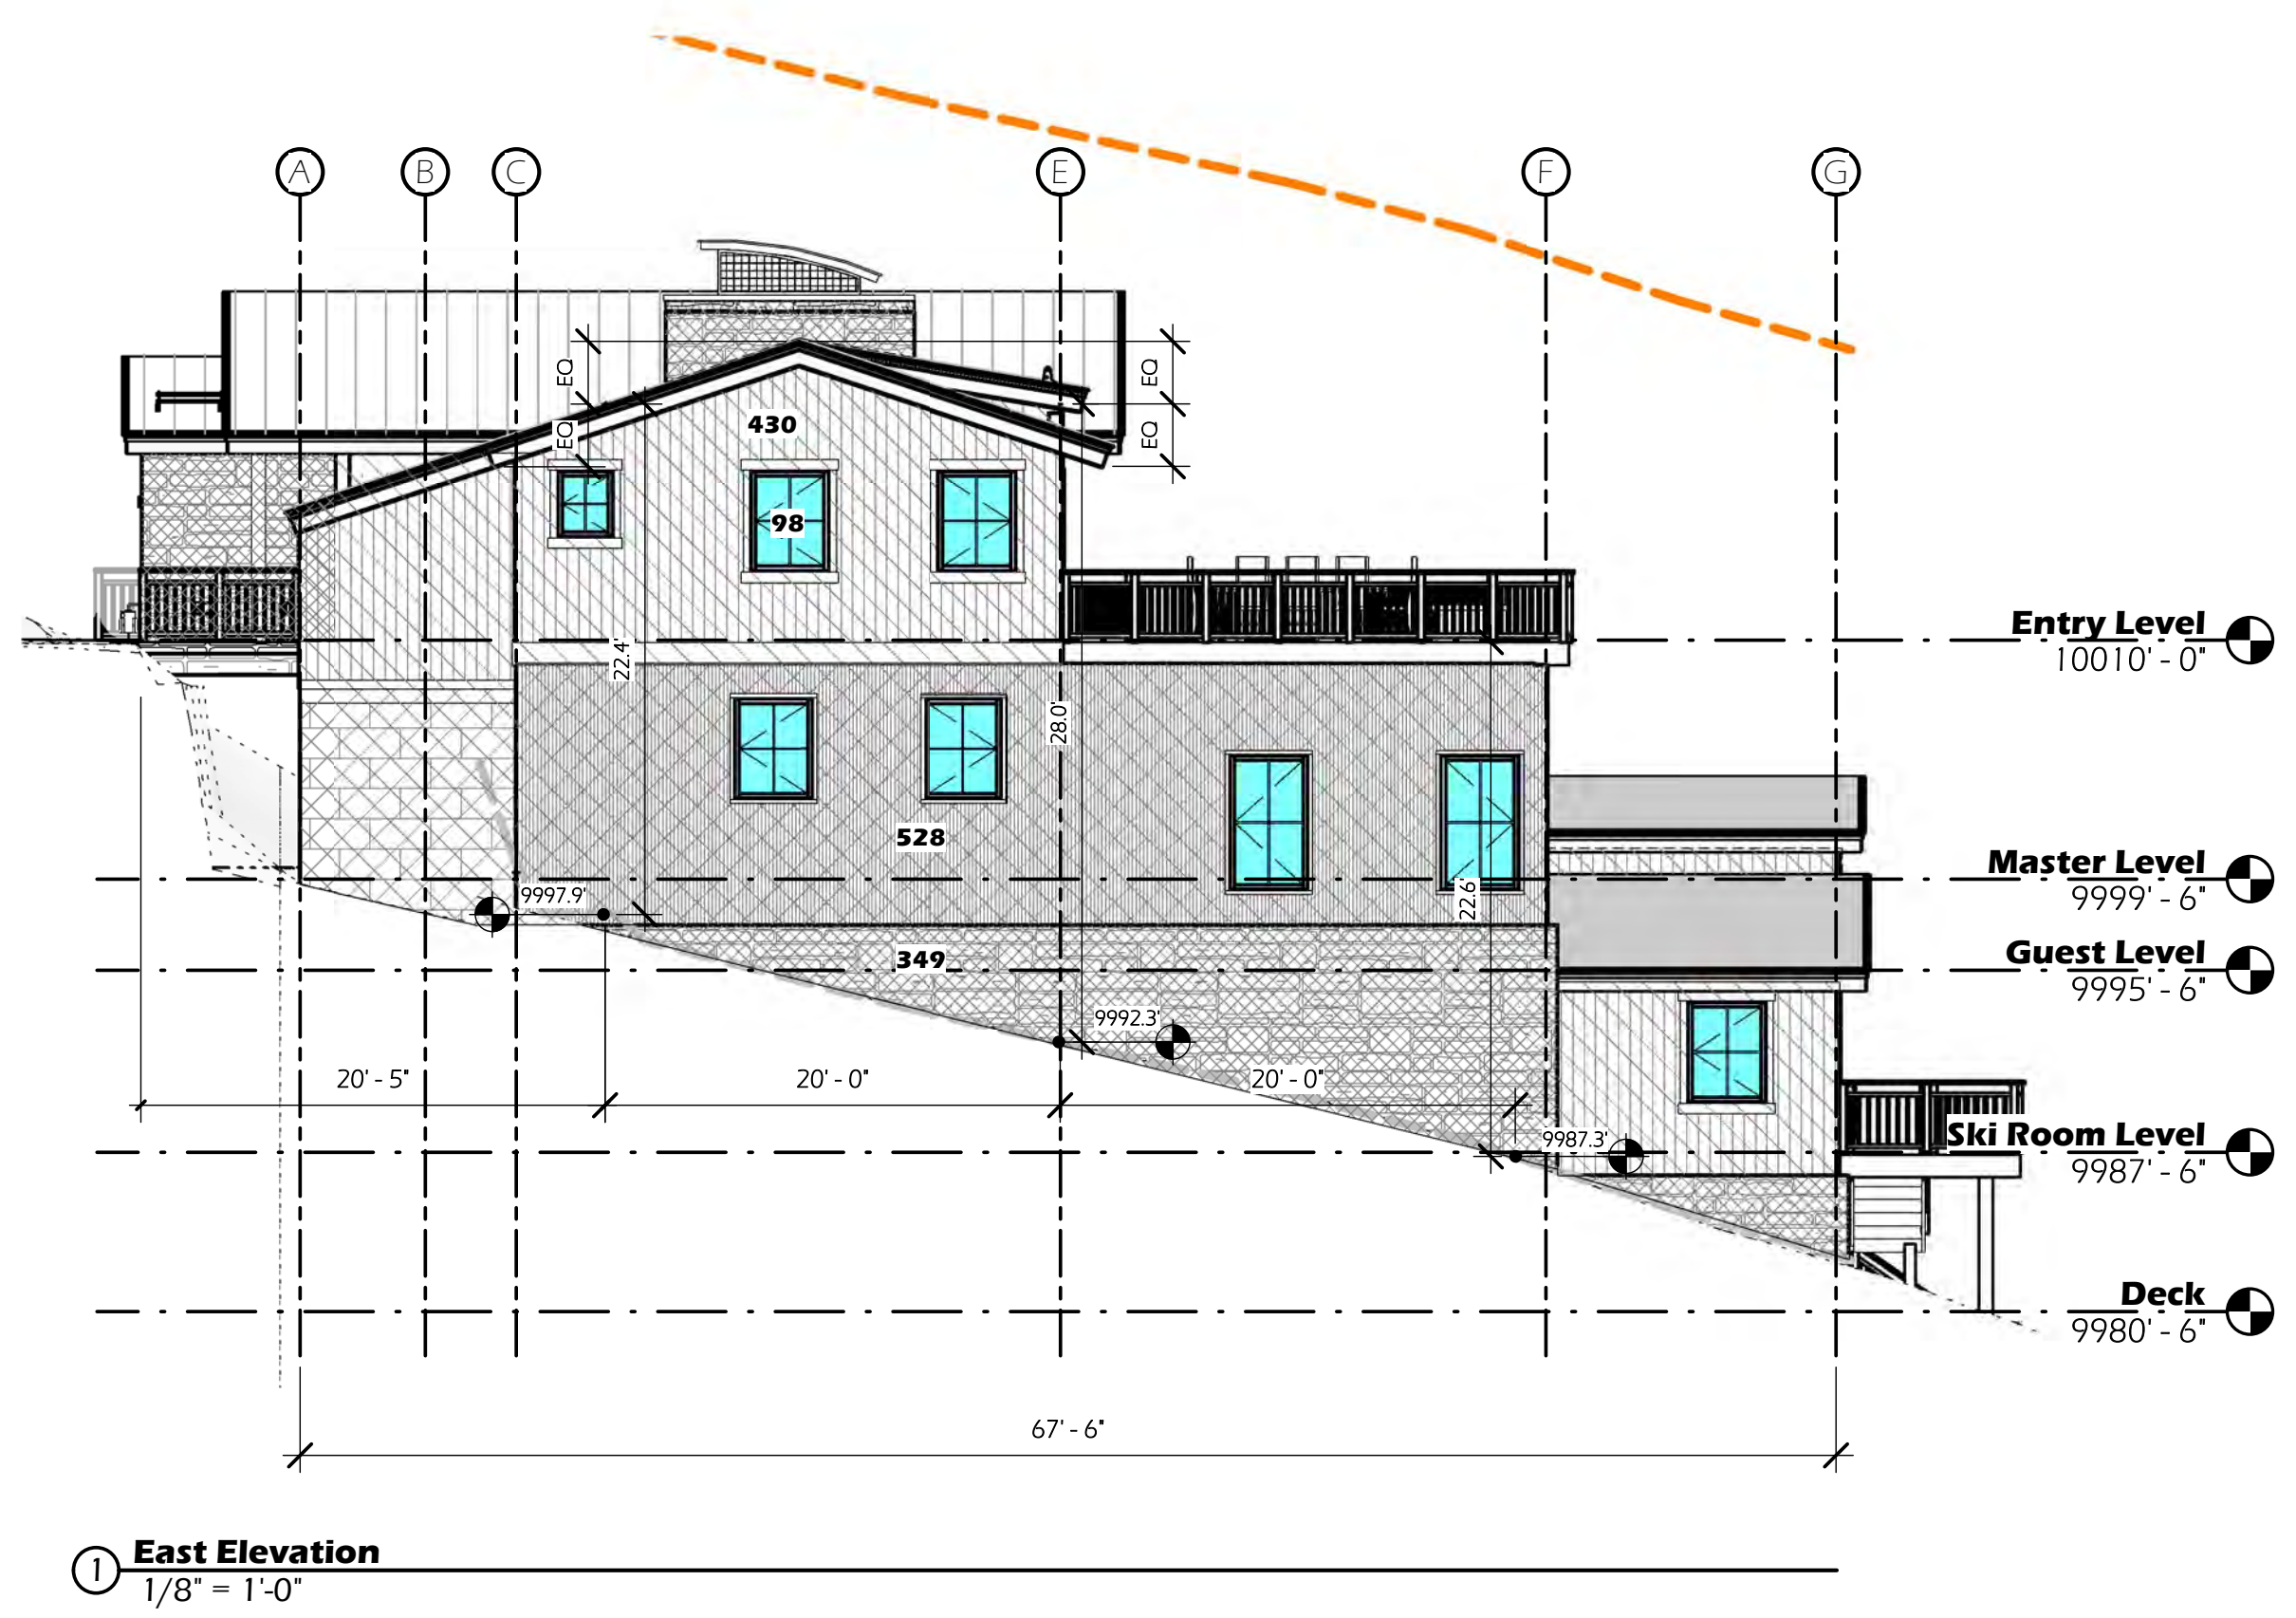 A
B
C
E
F
G
EQ
EQ
EQ
EQ
430
98
Entry Level
10010' - 0"
22.4'
28.0'
528
Master Level
9999' - 6"
9997.9'
22.6'
349
Guest Level
9995' - 6"
9992.3'
20' - 5"
20' - 0"
20' - 0"
9987.3'
Ski Room Level
9987' - 6"
Deck
9980' - 6"
67' - 6"
1
East Elevation
1/8" = 1'-0"